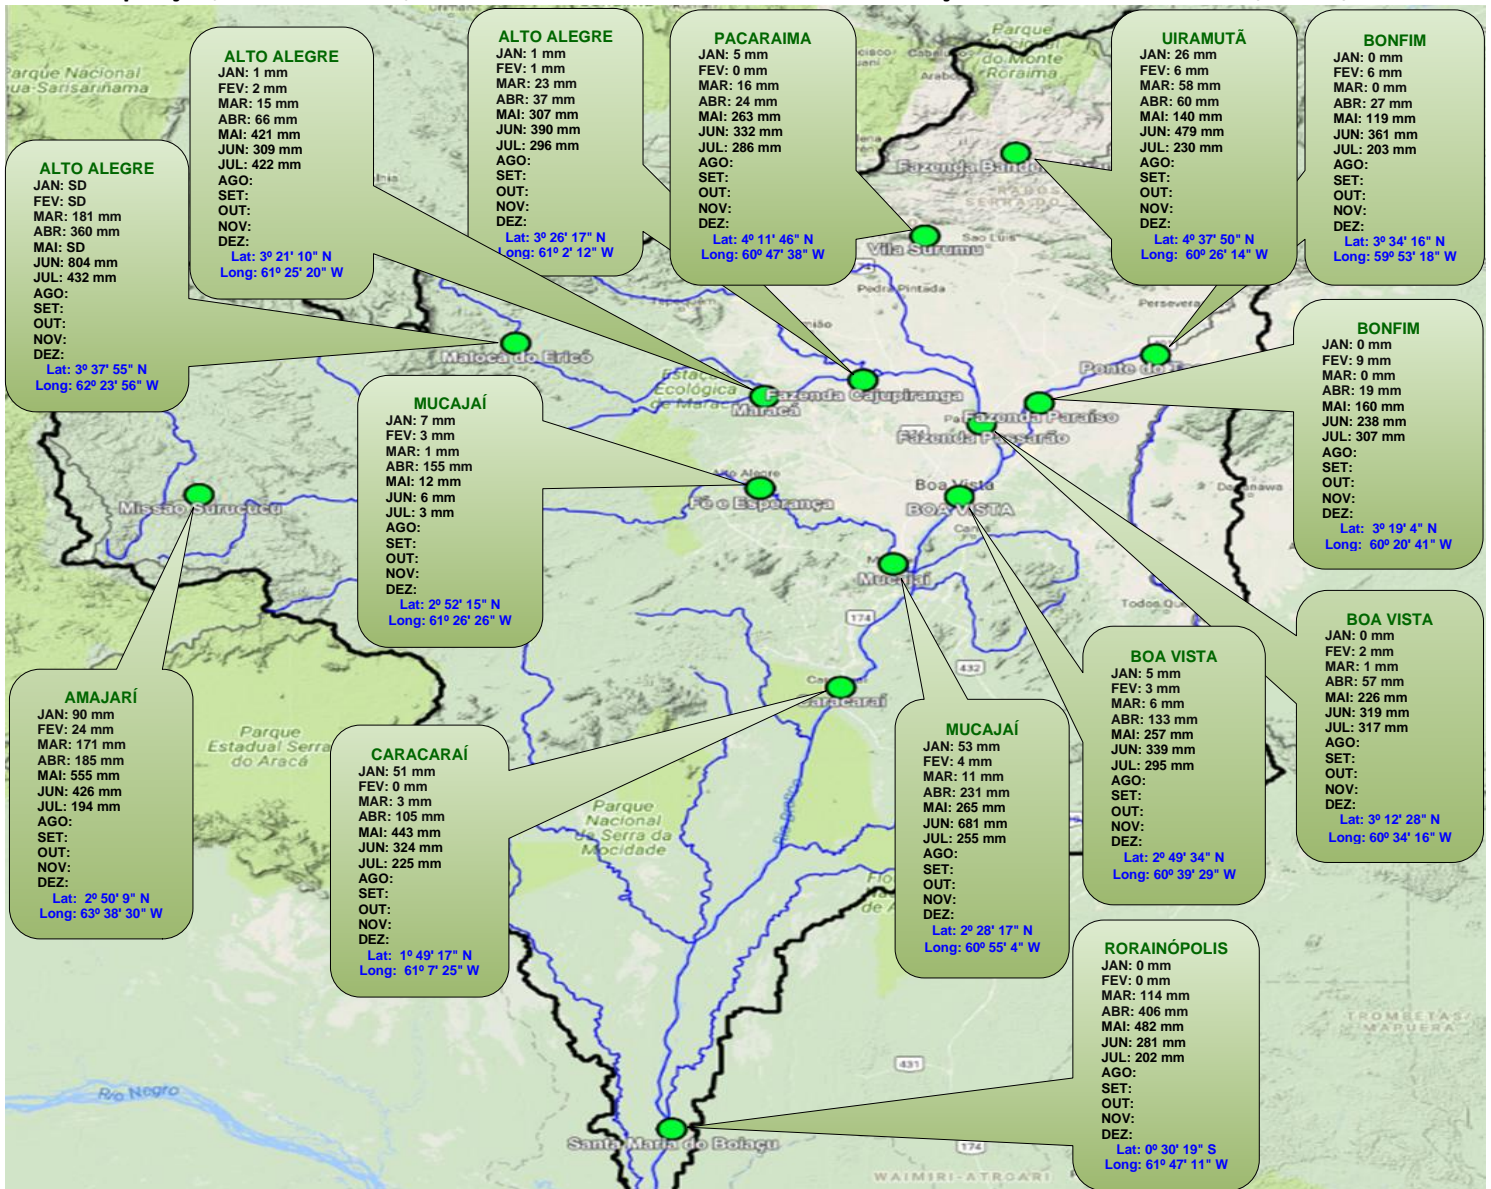 ALTO ALEGRE
JAN: SD
FEV: SD
MAR: 181 mm
ABR: 360 mm
MAI: SD
JUN: 804 mm
JUL: 432 mm
AGO:
SET:
OUT:
NOV:
DEZ:
Lat: 3º 37' 55" N
Long: 62º 23' 56" W
ALTO ALEGRE
JAN: 1 mm
FEV: 2 mm
MAR: 15 mm
ABR: 66 mm
MAI: 421 mm
JUN: 309 mm
JUL: 422 mm
AGO:
SET:
OUT:
NOV:
DEZ:
Lat: 3º 21' 10" N
Long: 61º 25' 20" W
ALTO ALEGRE
JAN: 1 mm
FEV: 1 mm
MAR: 23 mm
ABR: 37 mm
MAI: 307 mm
JUN: 390 mm
JUL: 296 mm
AGO:
SET:
OUT:
NOV:
DEZ:
Lat: 3º 26' 17" N
Long: 61º 2' 12" W
PACARAIMA
JAN: 5 mm
FEV: 0 mm
MAR: 16 mm
ABR: 24 mm
MAI: 263 mm
JUN: 332 mm
JUL: 286 mm
AGO:
SET:
OUT:
NOV:
DEZ:
Lat: 4º 11' 46" N
Long: 60º 47' 38" W
UIRAMUTÃ
JAN: 26 mm
FEV: 6 mm
MAR: 58 mm
ABR: 60 mm
MAI: 140 mm
JUN: 479 mm
JUL: 230 mm
AGO:
SET:
OUT:
NOV:
DEZ:
Lat: 4º 37' 50" N
Long: 60º 26' 14" W
BONFIM
JAN: 0 mm
FEV: 6 mm
MAR: 0 mm
ABR: 27 mm
MAI: 119 mm
JUN: 361 mm
JUL: 203 mm
AGO:
SET:
OUT:
NOV:
DEZ:
Lat: 3º 34' 16" N
Long: 59º 53' 18" W
BONFIM
JAN: 0 mm
FEV: 9 mm
MAR: 0 mm
ABR: 19 mm
MAI: 160 mm
JUN: 238 mm
JUL: 307 mm
AGO:
SET:
OUT:
NOV:
DEZ:
Lat: 3º 19' 4" N
Long: 60º 20' 41" W
MUCAJAÍ
JAN: 7 mm
FEV: 3 mm
MAR: 1 mm
ABR: 155 mm
MAI: 12 mm
JUN: 6 mm
JUL: 3 mm
AGO:
SET:
OUT:
NOV:
DEZ:
Lat: 2º 52' 15" N
Long: 61º 26' 26" W
BOA VISTA
JAN: 0 mm
FEV: 2 mm
MAR: 1 mm
ABR: 57 mm
MAI: 226 mm
JUN: 319 mm
JUL: 317 mm
AGO:
SET:
OUT:
NOV:
DEZ:
Lat: 3º 12' 28" N
Long: 60º 34' 16" W
BOA VISTA
JAN: 5 mm
FEV: 3 mm
MAR: 6 mm
ABR: 133 mm
MAI: 257 mm
JUN: 339 mm
JUL: 295 mm
AGO:
SET:
OUT:
NOV:
DEZ:
Lat: 2º 49' 34" N
Long: 60º 39' 29" W
AMAJARÍ
JAN: 90 mm
FEV: 24 mm
MAR: 171 mm
ABR: 185 mm
MAI: 555 mm
JUN: 426 mm
JUL: 194 mm
AGO:
SET:
OUT:
NOV:
DEZ:
Lat: 2º 50' 9" N
Long: 63º 38' 30" W
CARACARAÍ
JAN: 51 mm
FEV: 0 mm
MAR: 3 mm
ABR: 105 mm
MAI: 443 mm
JUN: 324 mm
JUL: 225 mm
AGO:
SET:
OUT:
NOV:
DEZ:
Lat: 1º 49' 17" N
Long: 61º 7' 25" W
MUCAJAÍ
JAN: 53 mm
FEV: 4 mm
MAR: 11 mm
ABR: 231 mm
MAI: 265 mm
JUN: 681 mm
JUL: 255 mm
AGO:
SET:
OUT:
NOV:
DEZ:
Lat: 2º 28' 17" N
Long: 60º 55' 4" W
RORAINÓPOLIS
JAN: 0 mm
FEV: 0 mm
MAR: 114 mm
ABR: 406 mm
MAI: 482 mm
JUN: 281 mm
JUL: 202 mm
AGO:
SET:
OUT:
NOV:
DEZ:
Lat: 0º 30' 19" S
Long: 61º 47' 11" W
Parque Nacional
Parque
Nacional
do Monte
Roraima
Fazenda
Vila Surumu
Sao Luis
Pedra Pintada
Maloca do Ericó
Ponte do
Ecológica
de Maracá
Maracá
Fazenda Cajupiranga
Fazenda Paraíso
Fazenda Passarão
Alto Alegre
Fé e Esperança
Boa Vista
BOA VISTA
Missão Surucucu
Mucajaí
174
432
Caracaraí
Parque
Estadual Serra
do Aracá
Parque
Nacional
da Serra da
Mocidade
Rio Branco
Rio Negro
431
174
Santa Maria do Boiaçu
TROMBETAS/
MAPUERA
WAIMIRI-ATROARI